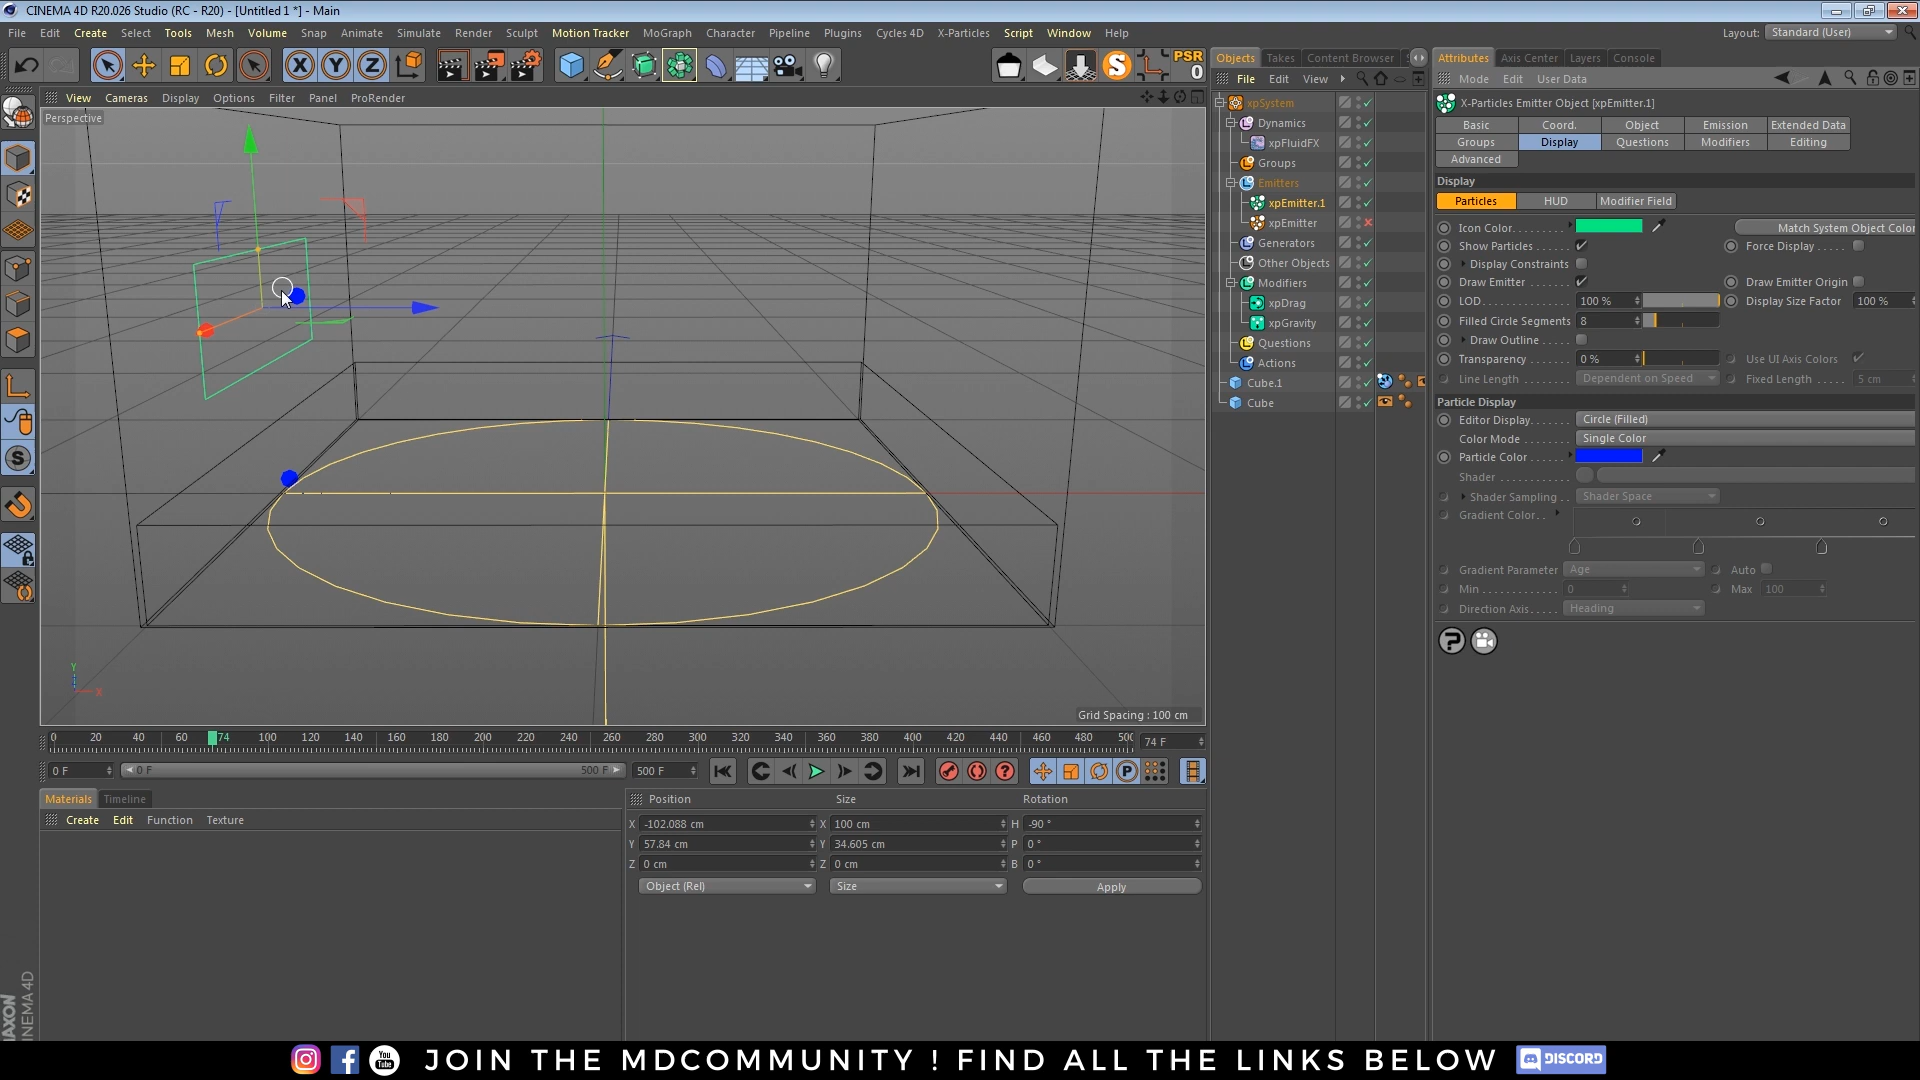 CINEMA 4D R20.026 Studio (RC - R20) - [Untitled 1 *] - Main
File Edit Create Select Tools Mesh Volume Snap Animate Simulate Render Sculpt Motion Tracker MoGraph Character Pipeline Plugins Cycles 4D X-Particles Script Window Help Layout: Standard (User)
X Y Z PSR 0
Objects Takes Content Browser
Attributes Axis Center Layers Console
View Cameras Display Options Filter Panel ProRender
File Edit View
Mode Edit User Data
Perspective
xpSystem
Dynamics
xpFluidFX
Groups
Emitters
xpEmitter.1
xpEmitter
Generators
Other Objects
Modifiers
xpDrag
xpGravity
Questions
Actions
Cube.1
Cube
X-Particles Emitter Object [xpEmitter.1]
Basic Coord. Object Emission Extended Data
Groups Display Questions Modifiers Editing
Advanced
Display
Particles HUD Modifier Field
Icon Color Match System Object Color
Show Particles Force Display
Display Constraints
Draw Emitter Draw Emitter Origin
LOD 100 % Display Size Factor 100 %
Filled Circle Segments 8
Draw Outline
Transparency 0 % Use UI Axis Colors
Line Length Dependent on Speed Fixed Length 5 cm
Particle Display
Editor Display Circle (Filled)
Color Mode Single Color
Particle Color
Shader
Shader Sampling Shader Space
Gradient Color
Gradient Parameter Age Auto
Min 0 Max 100
Direction Axis Heading
Y
X
Grid Spacing : 100 cm
0 20 40 60 74 100 120 140 160 180 200 220 240 260 280 300 320 340 360 380 400 420 440 460 480 500 74 F
0 F 0 F 500 F 500 F
Materials Timeline
Create Edit Function Texture
Position Size Rotation
X -102.088 cm X 100 cm H -90 °
Y 57.84 cm Y 34.605 cm P 0 °
Z 0 cm Z 0 cm B 0 °
Object (Rel) Size Apply
MAXON
CINEMA 4D
You Tube JOIN THE MDCOMMUNITY ! FIND ALL THE LINKS BELOW DISCORD